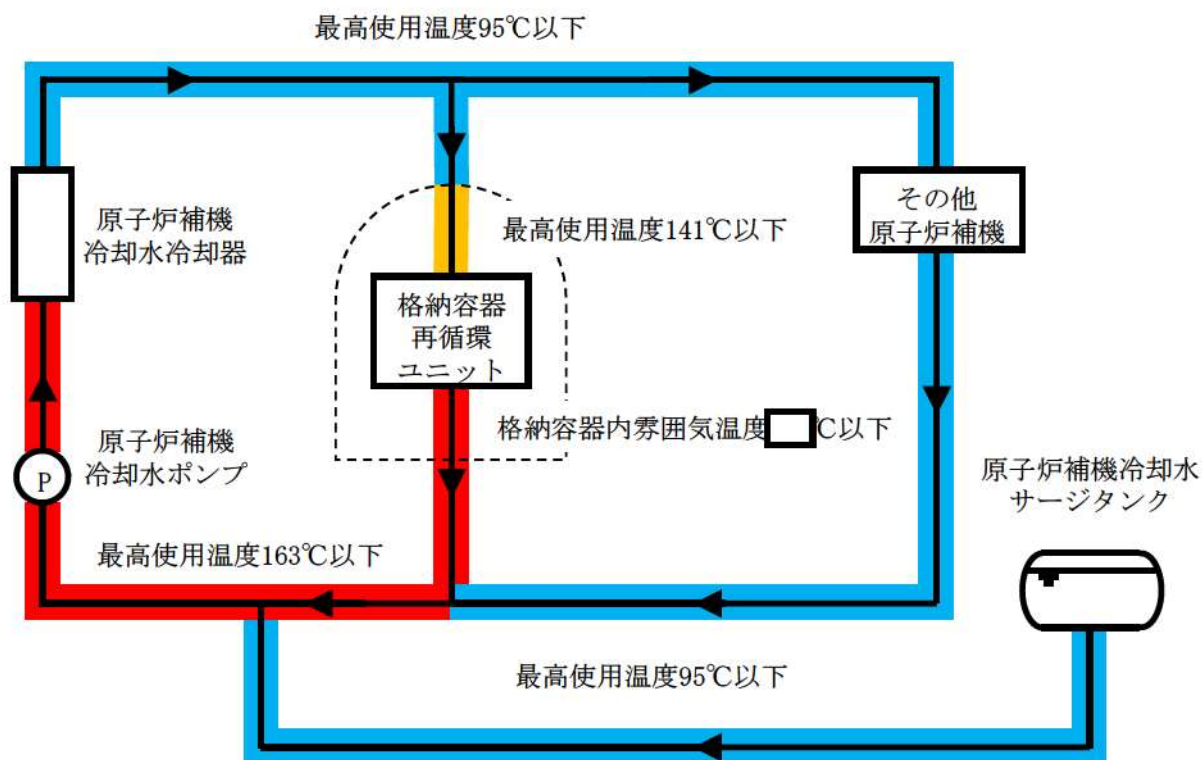 最高使用温度95℃以下
原子炉補機
冷却水冷却器
その他
原子炉補機
最高使用温度141℃以下
格納容器
再循環
ユニット
格納容器内雰囲気温度 ℃以下
原子炉補機
冷却水ポンプ
P
原子炉補機冷却水
サージタンク
最高使用温度163℃以下
最高使用温度95℃以下